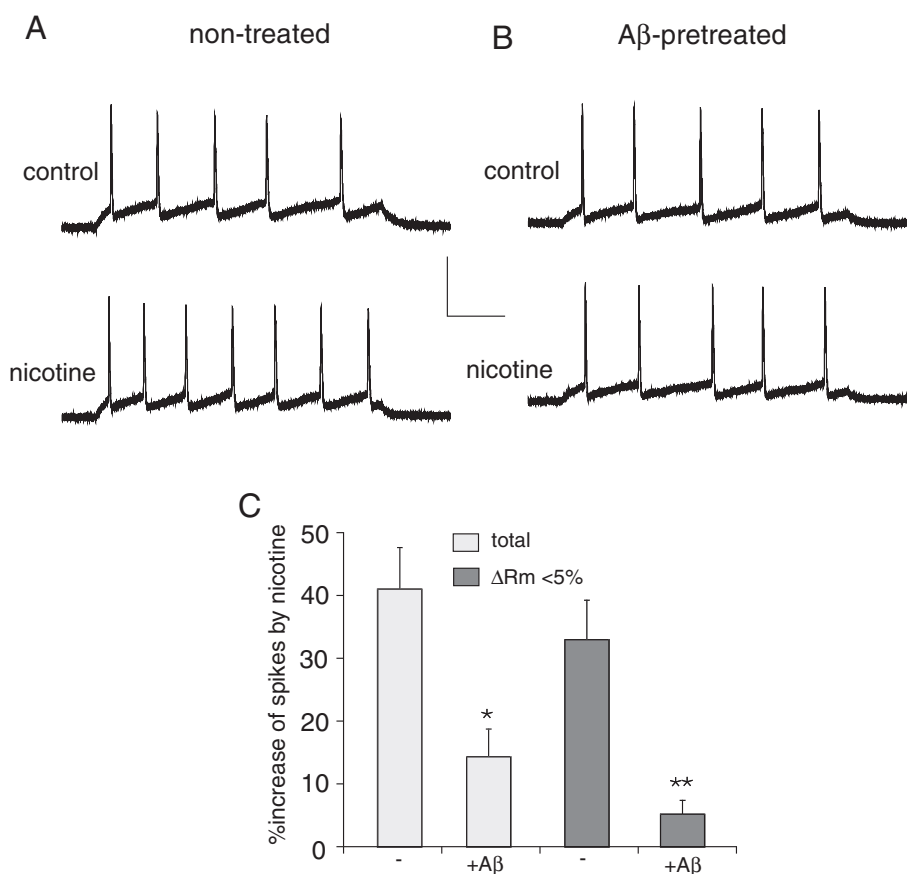 A
non-treated
B
Aβ-pretreated
control
control
nicotine
nicotine
C
%increase of spikes by nicotine
50
40
30
20
10
0
total
ΔRm <5%
*
**
-
+Aβ
-
+Aβ